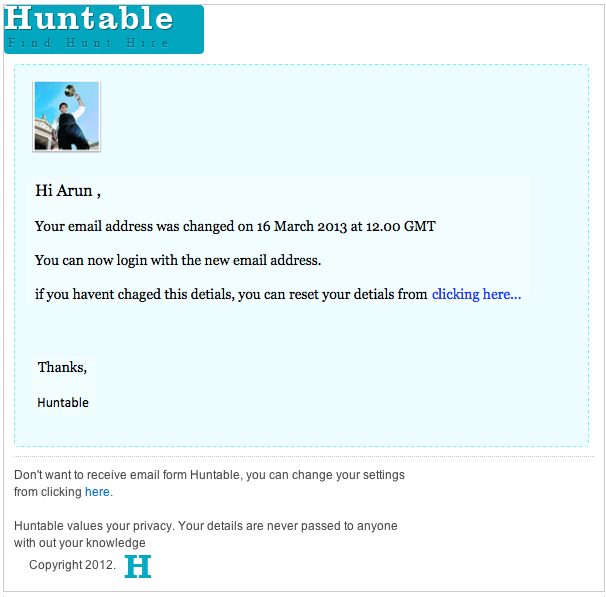 Huntable
Find Hunt Hire
Hi Arun ,
Your email address was changed on 16 March 2013 at 12.00 GMT
You can now login with the new email address.
if you havent chaged this detials, you can reset your detials from clicking here...
Thanks,
Huntable
Don't want to receive email form Huntable, you can change your settings
from clicking here.
Huntable values your privacy. Your details are never passed to anyone
with out your knowledge
Copyright 2012. H